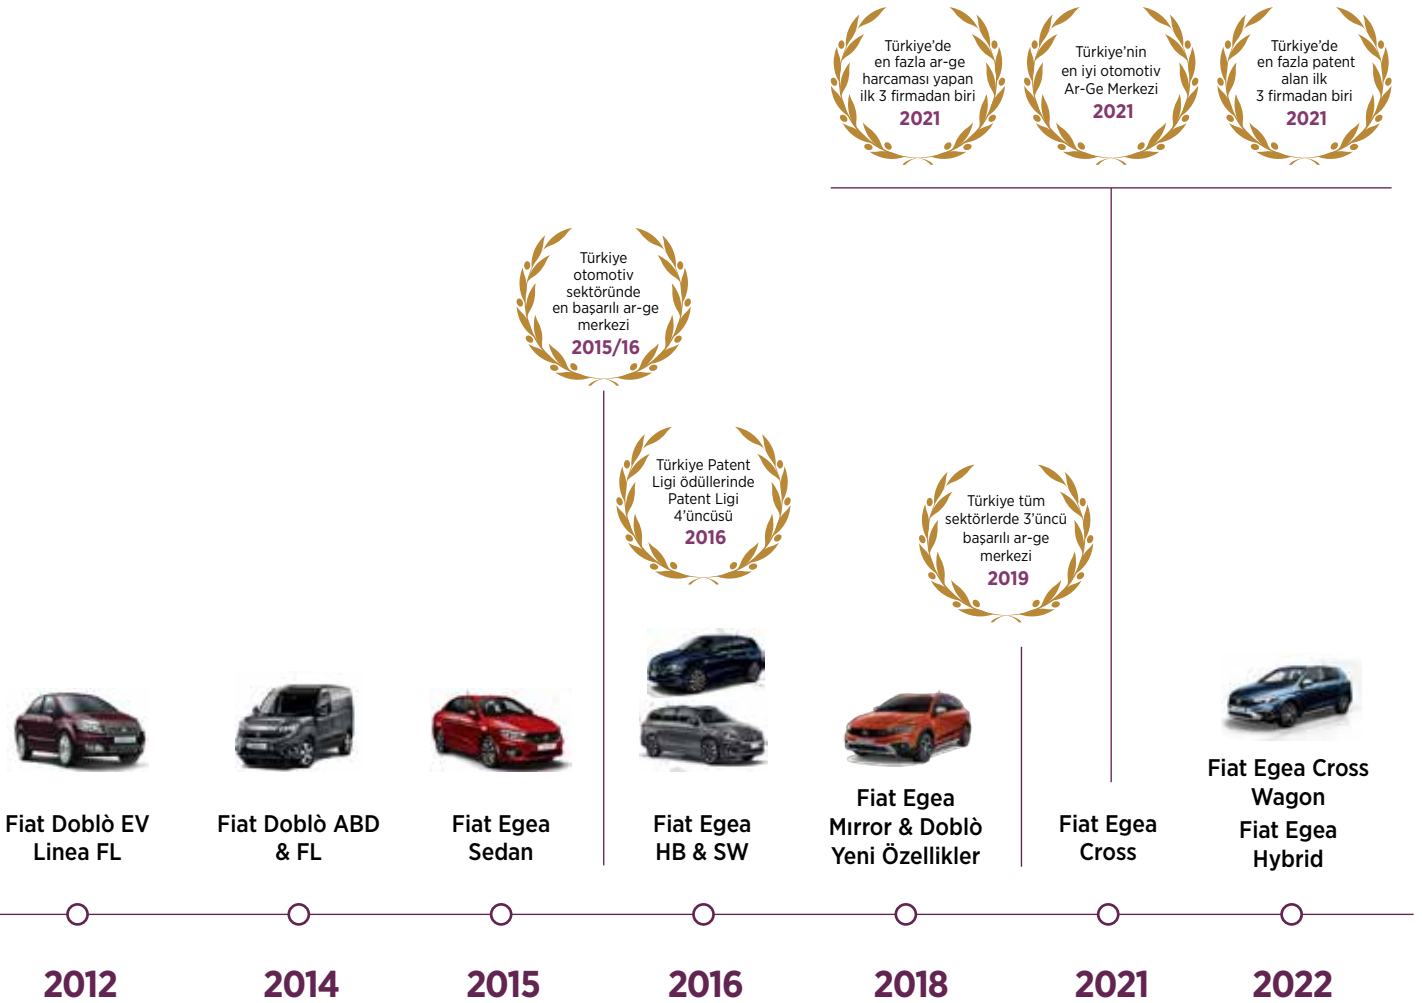 Türkiye'de
en fazla ar-ge
harcaması yapan
ilk 3 firmadan biri
2021
Türkiye'nin
en iyi otomotiv
Ar-Ge Merkezi
2021
Türkiye'de
en fazla patent
alan ilk
3 firmadan biri
2021
Türkiye
otomotiv
sektöründe
en başarılı ar-ge
merkezi
2015/16
Türkiye Patent
Ligi ödüllerinde
Patent Ligi
4'üncüsü
2016
Türkiye tüm
sektörlerde 3'üncü
başarılı ar-ge
merkezi
2019
Fiat Doblò EV
Linea FL
Fiat Doblò ABD
& FL
Fiat Egea
Sedan
Fiat Egea
HB & SW
Fiat Egea
Mırror & Doblò
Yeni Özellikler
Fiat Egea
Cross
Fiat Egea Cross
Wagon
Fiat Egea
Hybrid
2012
2014
2015
2016
2018
2021
2022